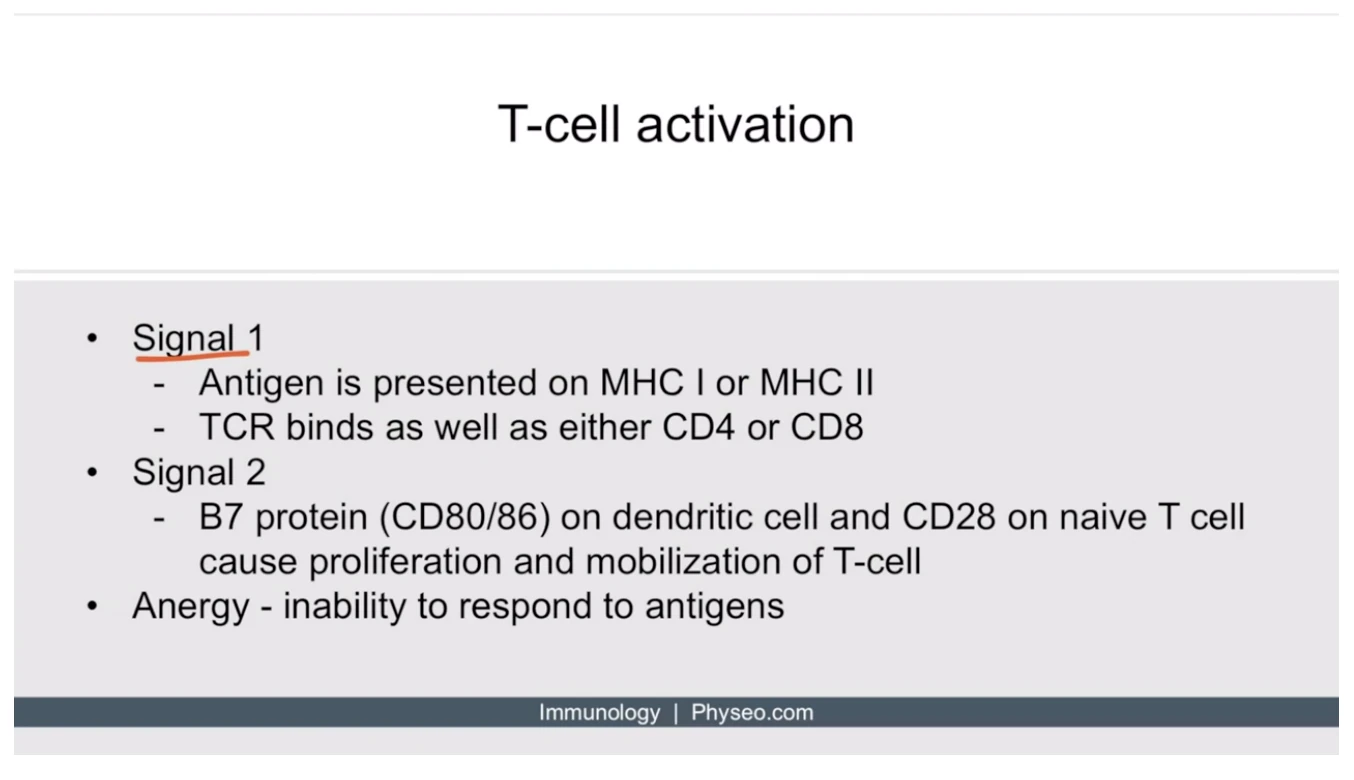 T-cell activation
• Signal 1
- Antigen is presented on MHC I or MHC II
- TCR binds as well as either CD4 or CD8
• Signal 2
- B7 protein (CD80/86) on dendritic cell and CD28 on naive T cell
cause proliferation and mobilization of T-cell
• Anergy - inability to respond to antigens
Immunology | Physeo.com